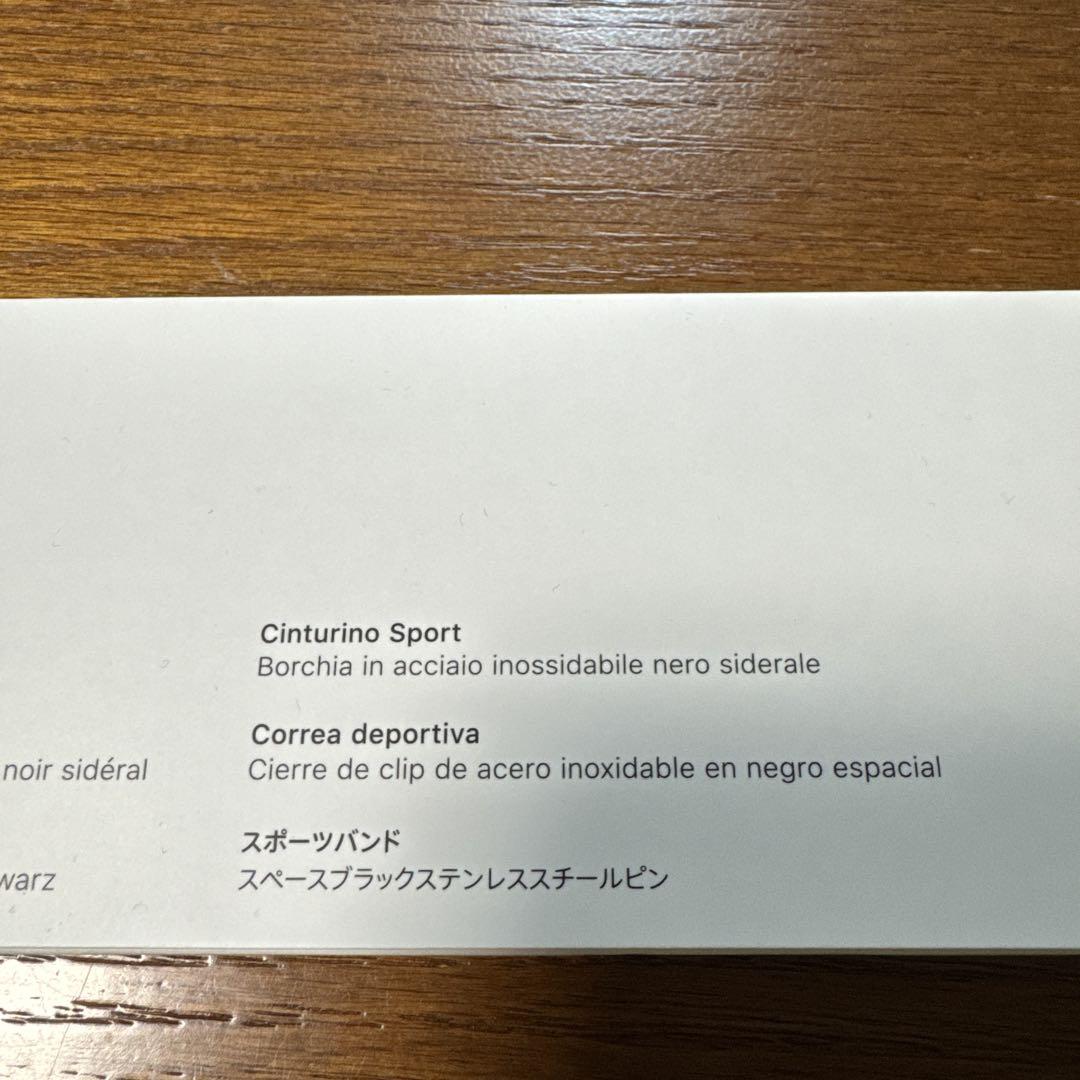 noir sidéral
warz
Cinturino Sport
Borchia in acciaio inossidabile nero siderale
Correa deportiva
Cierre de clip de acero inoxidable en negro espacial
スポーツバンド
スペースブラックステンレススチールピン